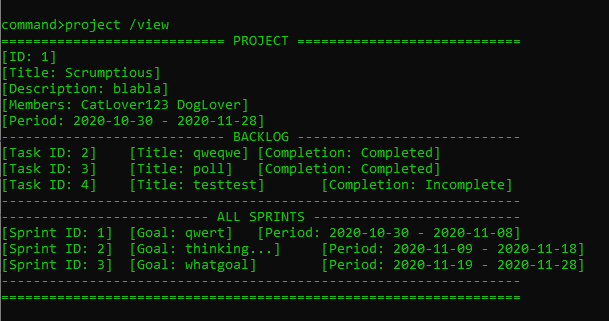 command>project /view
============================ PROJECT ============================
[ID: 1]
[Title: Scrumptious]
[Description: blabla]
[Members: CatLover123 DogLover]
[Period: 2020-10-30 - 2020-11-28]
---------------------------- BACKLOG ----------------------------
[Task ID: 2]    [Title: qweqwe] [Completion: Completed]
[Task ID: 3]    [Title: poll]   [Completion: Completed]
[Task ID: 4]    [Title: testtest]       [Completion: Incomplete]
-----------------------------------------------------------------
-------------------------- ALL SPRINTS --------------------------
[Sprint ID: 1]  [Goal: qwert]   [Period: 2020-10-30 - 2020-11-08]
[Sprint ID: 2]  [Goal: thinking...]     [Period: 2020-11-09 - 2020-11-18]
[Sprint ID: 3]  [Goal: whatgoal]        [Period: 2020-11-19 - 2020-11-28]
-----------------------------------------------------------------
=================================================================